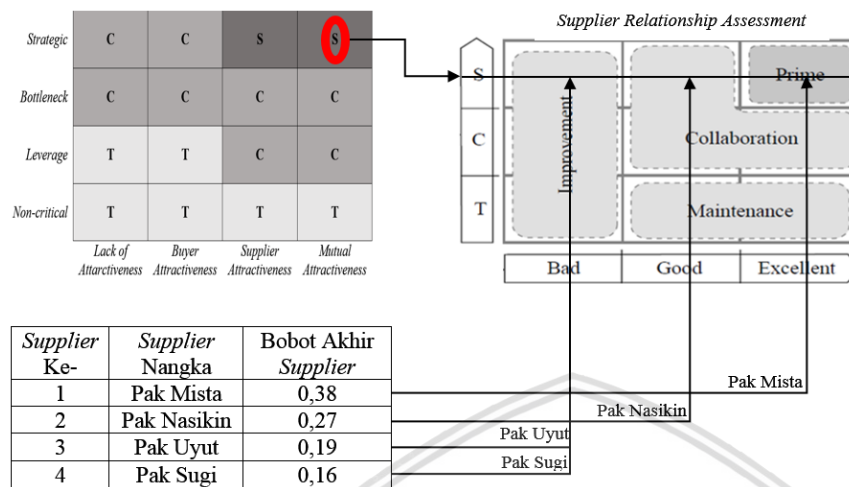 Supplier Relationship Assessment
Strategic C C S S
Bottleneck C C C C
Leverage T T C C
Non-critical T T T T
Lack of Attarctiveness
Buyer Attractiveness
Supplier Attractiveness
Mutual Attractiveness
S
C
T
Improvement
Prime
Collaboration
Maintenance
Bad Good Excellent
Supplier Ke- Supplier Nangka Bobot Akhir Supplier
1 Pak Mista 0,38
2 Pak Nasikin 0,27
3 Pak Uyut 0,19
4 Pak Sugi 0,16
Pak Mista
Pak Nasikin
Pak Uyut
Pak Sugi